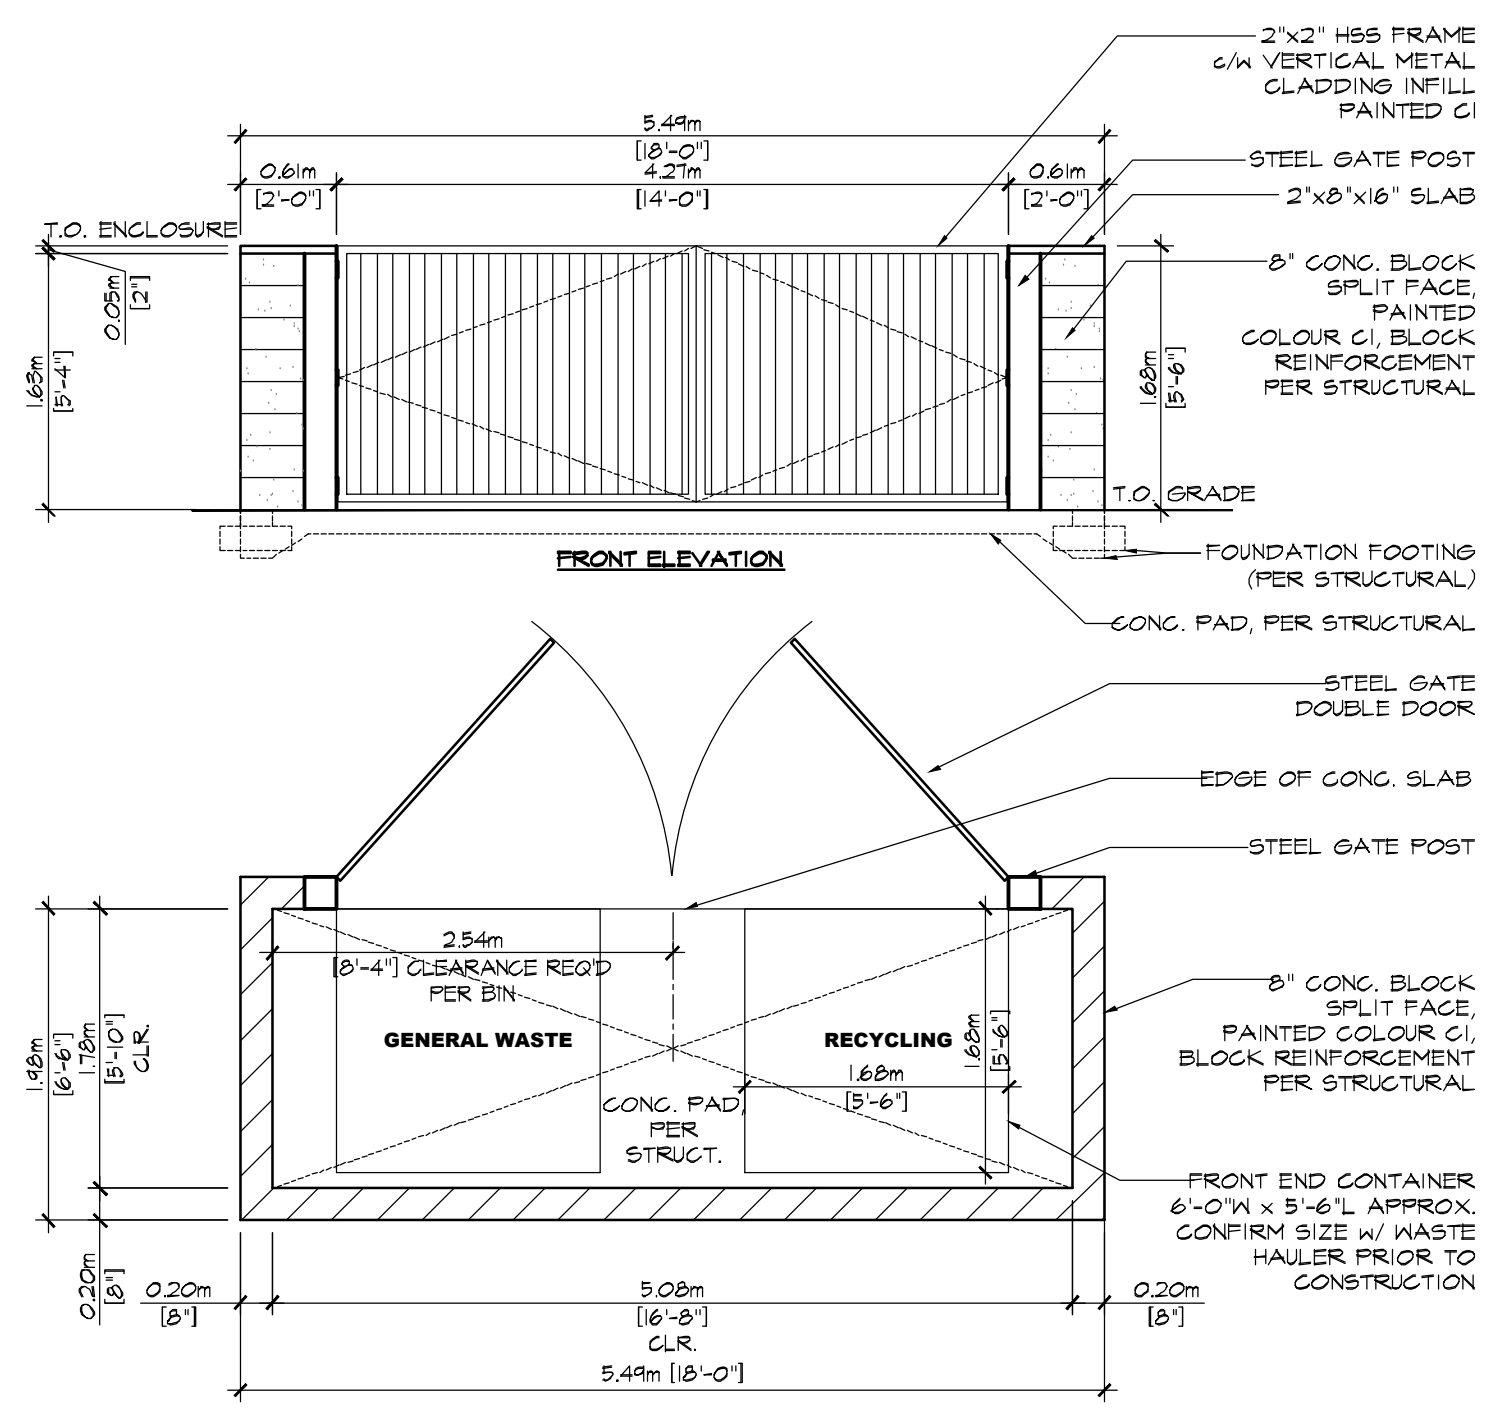 2"x2" HSS FRAME
c/w VERTICAL METAL
CLADDING INFILL
PAINTED C1
5.49m
[18'-0"]
0.61m
[2'-0"]
4.27m
[14'-0"]
0.61m
[2'-0"]
STEEL GATE POST
2"x8"x16" SLAB
T.O. ENCLOSURE
0.05m
[2"]
1.63m
[5'-4"]
8" CONC. BLOCK
SPLIT FACE,
PAINTED
COLOUR C1, BLOCK
REINFORCEMENT
PER STRUCTURAL
1.68m
[5'-6"]
T.O. GRADE
FRONT ELEVATION
FOUNDATION FOOTING
(PER STRUCTURAL)
CONC. PAD, PER STRUCTURAL
STEEL GATE
DOUBLE DOOR
EDGE OF CONC. SLAB
STEEL GATE POST
2.54m
[8'-4"] CLEARANCE REQ'D
PER BIN
GENERAL WASTE
RECYCLING
1.68m
[5'-6"]
1.68m
[5'-6"]
CONC. PAD,
PER
STRUCT.
1.98m
[6'-6"]
1.78m
[5'-10"]
CLR.
8" CONC. BLOCK
SPLIT FACE,
PAINTED COLOUR C1,
BLOCK REINFORCEMENT
PER STRUCTURAL
FRONT END CONTAINER
6'-0"W x 5'-6"L APPROX.
CONFIRM SIZE w/ WASTE
HAULER PRIOR TO
CONSTRUCTION
0.20m
[8"]
0.20m
[8"]
5.08m
[16'-8"]
CLR.
0.20m
[8"]
5.49m [18'-0"]